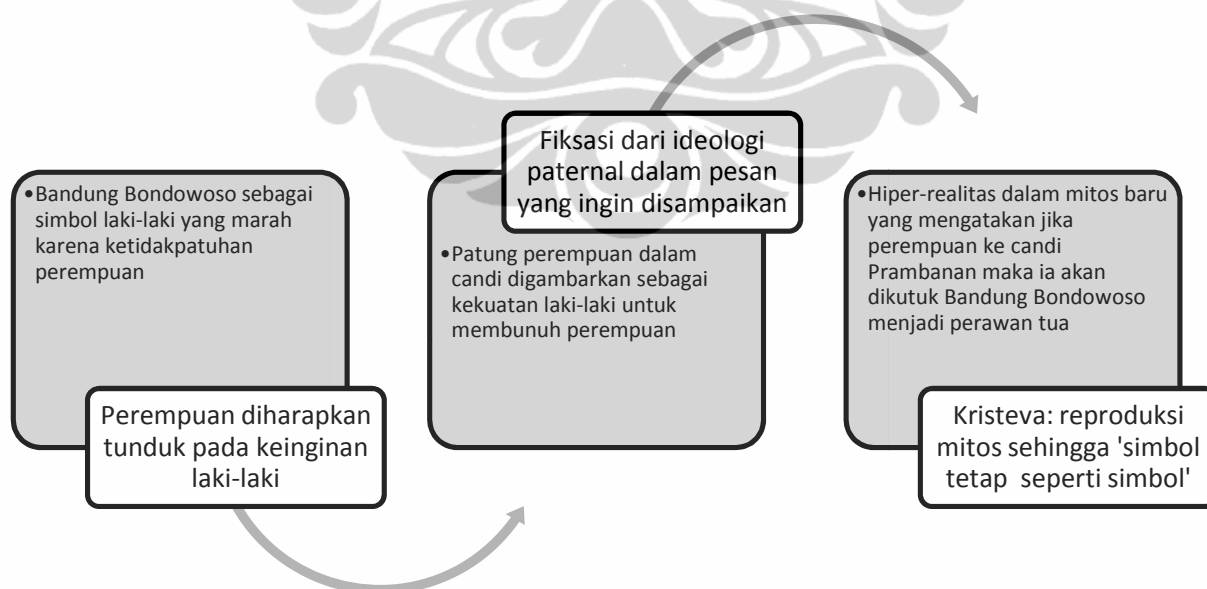 •Bandung Bondowoso sebagai
simbol laki-laki yang marah
karena ketidakpatuhan
perempuan
Perempuan diharapkan
tunduk pada keinginan
laki-laki
Fiksasi dari ideologi
paternal dalam pesan
yang ingin disampaikan
•Patung perempuan dalam
candi digambarkan sebagai
kekuatan laki-laki untuk
membunuh perempuan
•Hiper-realitas dalam mitos baru
yang mengatakan jika
perempuan ke candi
Prambanan maka ia akan
dikutuk Bandung Bondowoso
menjadi perawan tua
Kristeva: reproduksi
mitos sehingga 'simbol
tetap seperti simbol'